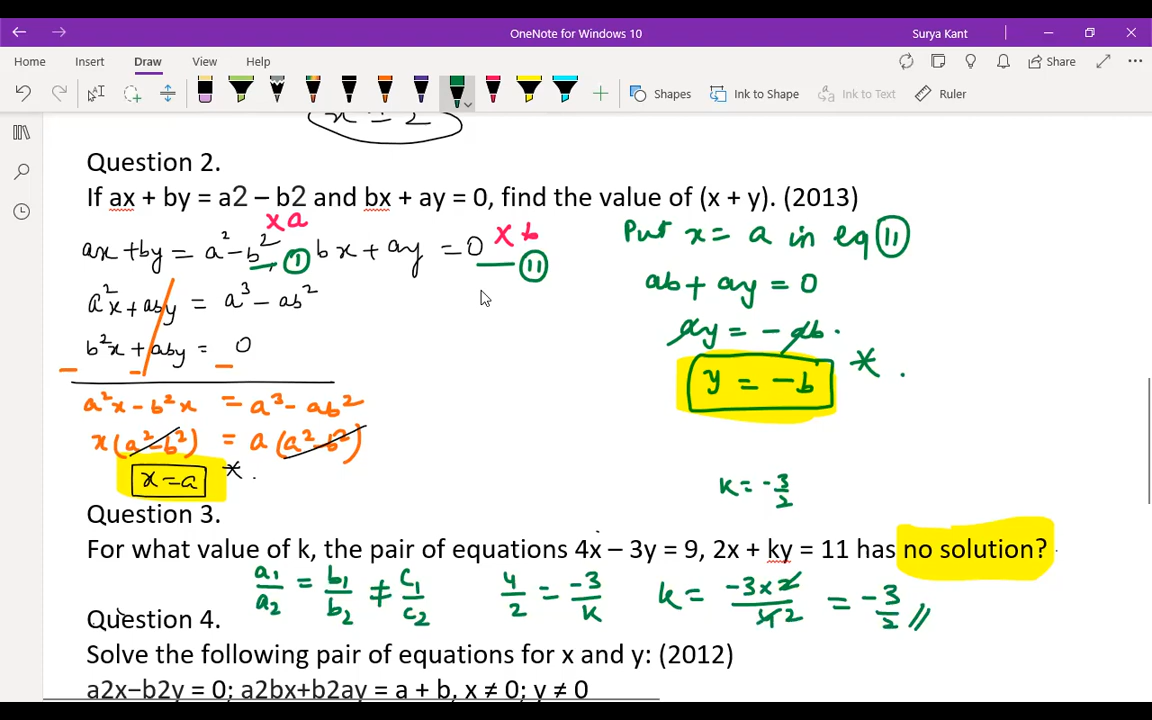 OneNote for Windows 10
Surya Kant
Home Insert Draw View Help
Share
Shapes Ink to Shape Ink to Text Ruler
x = 2
Question 2.
If ax + by = a2 – b2 and bx + ay = 0, find the value of (x + y). (2013)
xa xb
ax + by = a² – b², — ① bx + ay = 0 — ⑪
a²x + aby = a³ – ab²
b²x + aby = 0
– – –
a²x – b²x = a³ – ab²
x(a²–b²) = a(a²–b²)
x = a *.
Put x = a in eq ⑪
ab + ay = 0
ay = – ab.
y = –b * .
k = -3/2
Question 3.
For what value of k, the pair of equations 4x – 3y = 9, 2x + ky = 11 has no solution?
a1/a2 = b1/b2 ≠ c1/c2 4/2 = -3/k k = -3x2/4 2 = -3/2 //
Question 4.
Solve the following pair of equations for x and y: (2012)
a2x−b2y = 0; a2bx+b2ay = a + b, x ≠ 0; y ≠ 0